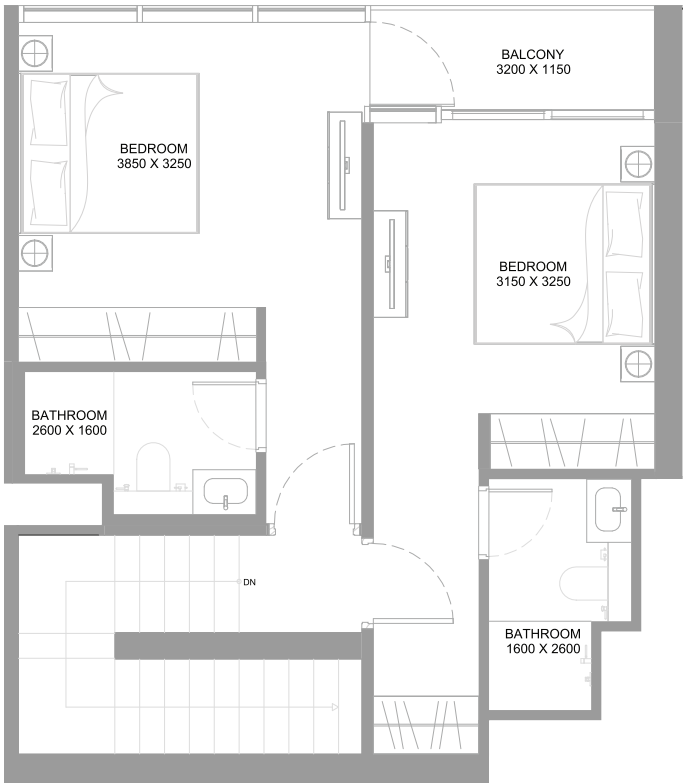 BALCONY
3200 X 1150
BEDROOM
3850 X 3250
BEDROOM
3150 X 3250
BATHROOM
2600 X 1600
DN
BATHROOM
1600 X 2600